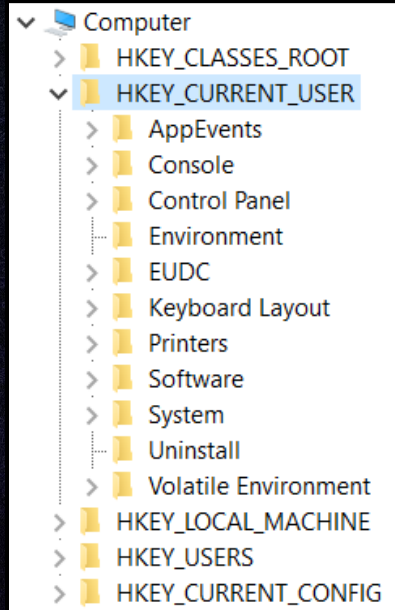 Computer
HKEY_CLASSES_ROOT
HKEY_CURRENT_USER
AppEvents
Console
Control Panel
Environment
EUDC
Keyboard Layout
Printers
Software
System
Uninstall
Volatile Environment
HKEY_LOCAL_MACHINE
HKEY_USERS
HKEY_CURRENT_CONFIG